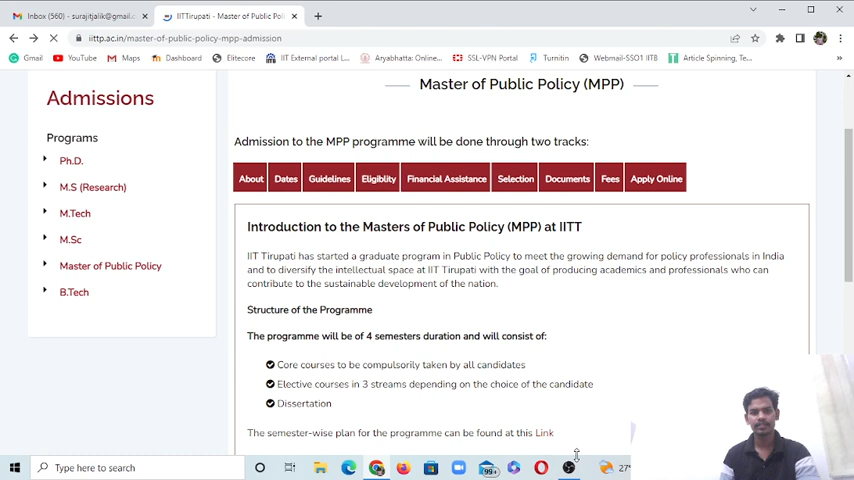 Inbox (560) - surajitjalik@gmail.c
IITTirupati - Master of Public Pol
iittp.ac.in/master-of-public-policy-mpp-admission
Gmail YouTube Maps Dashboard Elitecore IIT External portal l... Aryabhatta: Online... SSL-VPN Portal Turnitin Webmail-SSO1 IITB Article Spinning, Te...
Master of Public Policy (MPP)
Admissions
Programs
Ph.D.
M.S (Research)
M.Tech
M.Sc
Master of Public Policy
B.Tech
Admission to the MPP programme will be done through two tracks:
About Dates Guidelines Eligiblity Financial Assistance Selection Documents Fees Apply Online
Introduction to the Masters of Public Policy (MPP) at IITT
IIT Tirupati has started a graduate program in Public Policy to meet the growing demand for policy professionals in India
and to diversify the intellectual space at IIT Tirupati with the goal of producing academics and professionals who can
contribute to the sustainable development of the nation.
Structure of the Programme
The programme will be of 4 semesters duration and will consist of:
Core courses to be compulsorily taken by all candidates
Elective courses in 3 streams depending on the choice of the candidate
Dissertation
The semester-wise plan for the programme can be found at this Link
Type here to search
99+
27°